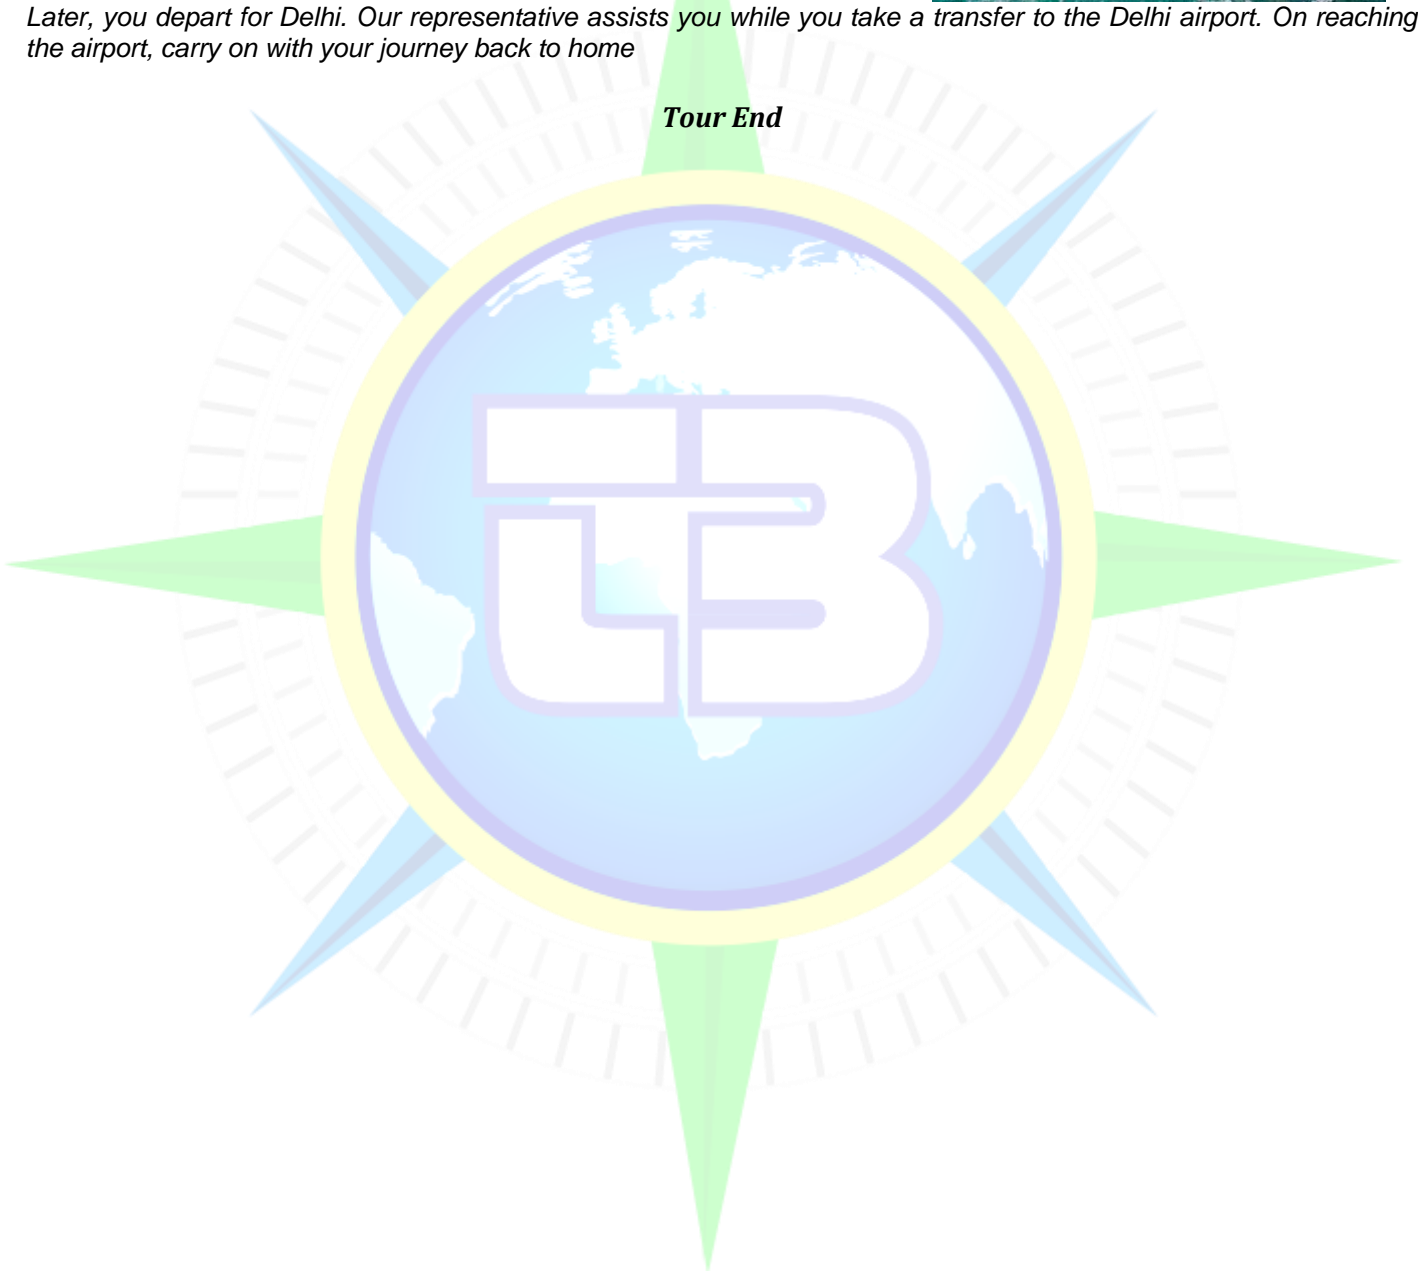 Later, you depart for Delhi. Our representative assists you while you take a transfer to the Delhi airport. On reaching
the airport, carry on with your journey back to home
Tour End
tB